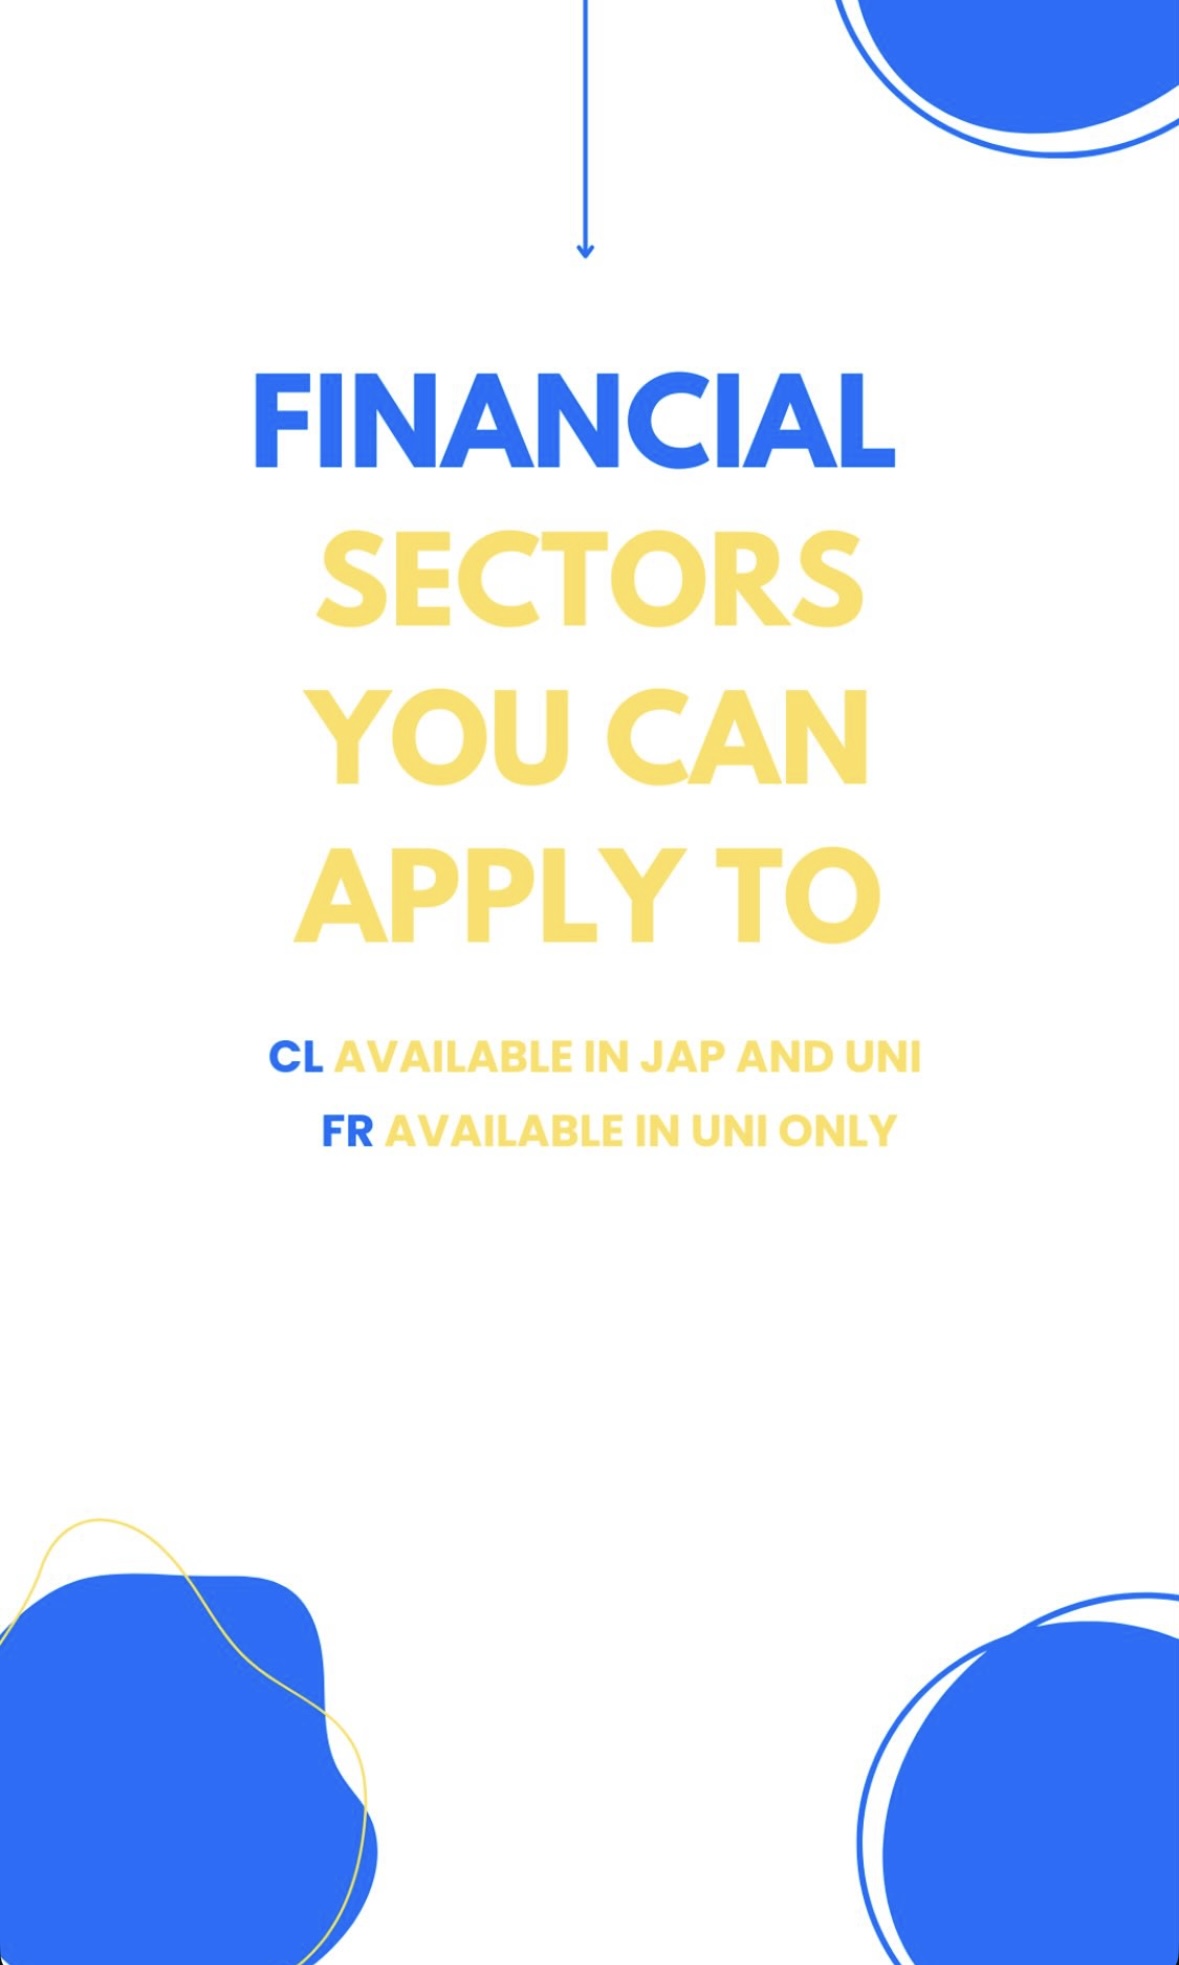 FINANCIAL
SECTORS
YOU CAN
APPLY TO
CL AVAILABLE IN JAP AND UNI
FR AVAILABLE IN UNI ONLY